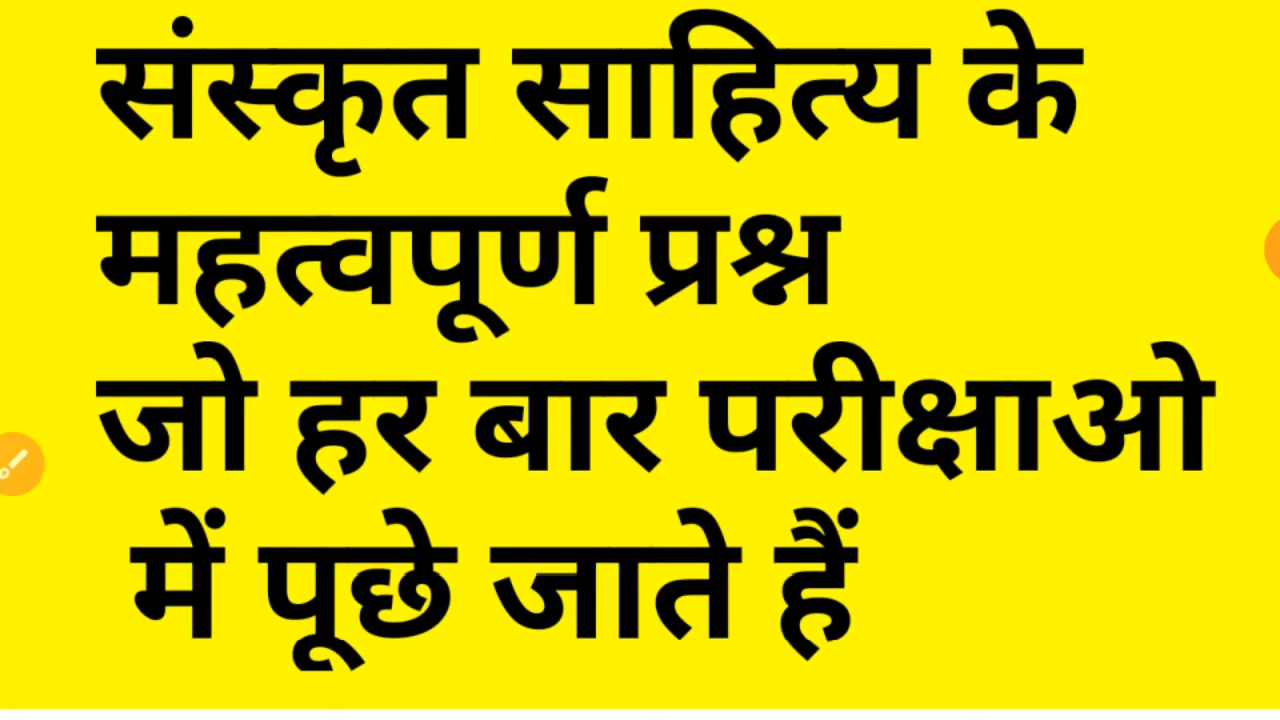 संस्कृत साहित्य के
महत्वपूर्ण प्रश्न
जो हर बार परीक्षाओ
में पूछे जाते हैं